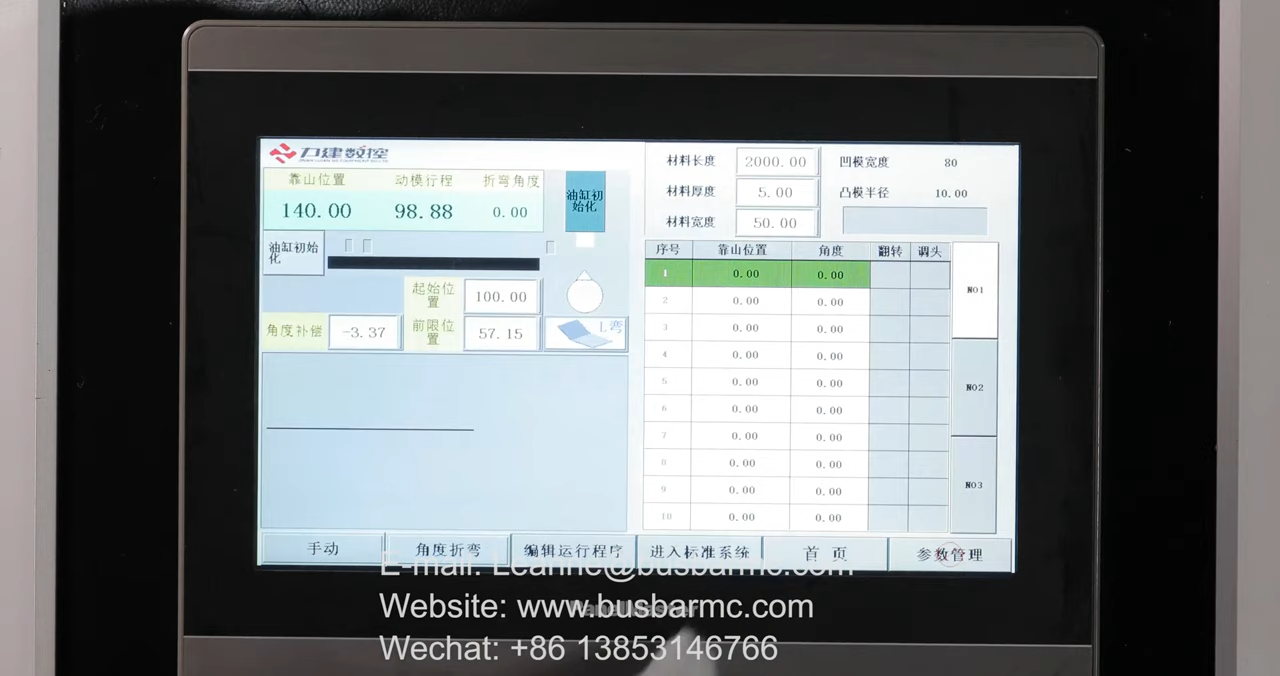 力建数控
靠山位置 动模行程 折弯角度
140.00 98.88 0.00
油缸初始化
油缸初始化
起始位置 100.00
角度补偿 -3.37 前限位置 57.15
L弯
材料长度 2000.00 凹模宽度 80
材料厚度 5.00 凸模半径 10.00
材料宽度 50.00
序号 靠山位置 角度 翻转 调头
1 0.00 0.00
2 0.00 0.00
3 0.00 0.00
4 0.00 0.00
5 0.00 0.00
6 0.00 0.00
7 0.00 0.00
8 0.00 0.00
9 0.00 0.00
10 0.00 0.00
NO1
NO2
NO3
手动 角度折弯 编辑运行程序 进入标准系统 首 页 参数管理
E-mail: Leanne@busbarmc.com
Website: www.busbarmc.com
Wechat: +86 13853146766